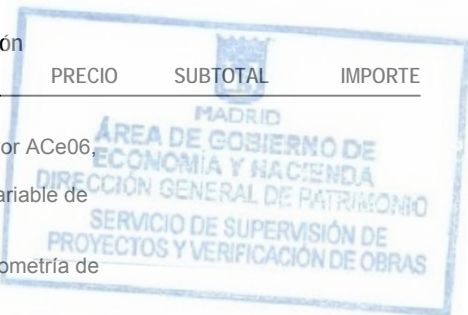 ón
PRECIO SUBTOTAL IMPORTE
MADRID
or ACe06,
ÁREA DE GOBIERNO DE
ECONOMÍA Y HACIENDA
ariable de
DIRECCIÓN GENERAL DE PATRIMONIO
SERVICIO DE SUPERVISIÓN DE
PROYECTOS Y VERIFICACIÓN DE OBRAS
ometría de